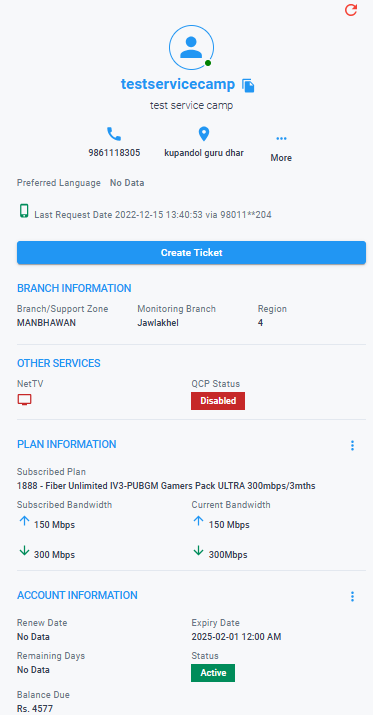 testservicecamp
test service camp
9861118305 kupandol guru dhar More
Preferred Language No Data
Last Request Date 2022-12-15 13:40:53 via 98011**204
Create Ticket
BRANCH INFORMATION
Branch/Support Zone Monitoring Branch Region
MANBHAWAN Jawlakhel 4
OTHER SERVICES
NetTV QCP Status
Disabled
PLAN INFORMATION
Subscribed Plan
1888 - Fiber Unlimited IV3-PUBG Gamers Pack ULTRA 300mbps/3mths
Subscribed Bandwidth Current Bandwidth
150 Mbps 150 Mbps
300 Mbps 300Mbps
ACCOUNT INFORMATION
Renew Date Expiry Date
No Data 2025-02-01 12:00 AM
Remaining Days Status
No Data Active
Balance Due
Rs. 4577